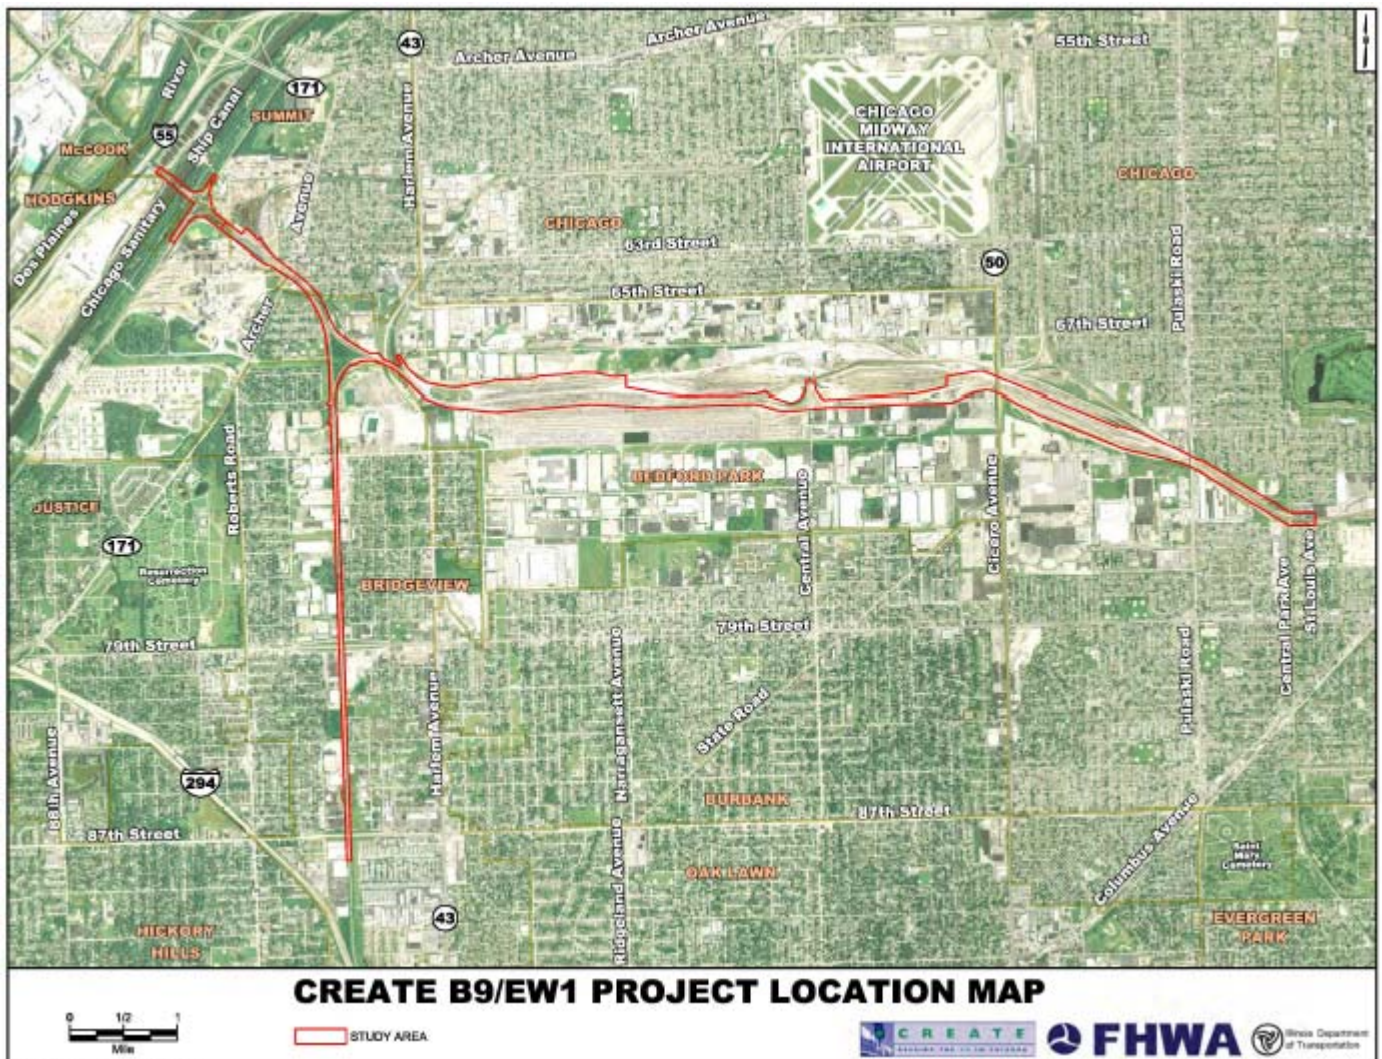 Archer Avenue
Archer Avenue
43
55th Street
171
SUMMIT
River
55
Ship Canal
McCOOK
HODGKINS
Des Plaines
Chicago Sanitary
Avenue
Archer
Harlem Avenue
CHICAGO
MIDWAY
INTERNATIONAL
AIRPORT
CHICAGO
CHICAGO
63rd Street
50
65th Street
67th Street
Pulaski Road
Roberts Road
JUSTICE
171
Resurrection
Cemetery
BEDFORD PARK
Central Avenue
Cicero Avenue
BRIDGEVIEW
79th Street
79th Street
Central Park Ave
St Louis Ave
Harlem Avenue
Narragansett Avenue
State Road
Pulaski Road
88th Avenue
294
87th Street
BURBANK
87th Street
Ridgeland Avenue
OAK LAWN
Columbus Avenue
Saint
Mary
Cemetery
43
HICKORY
HILLS
EVERGREEN
PARK
CREATE B9/EW1 PROJECT LOCATION MAP
0 1/2 1
Mile
STUDY AREA
CREATE
FHWA
Illinois Department
of Transportation